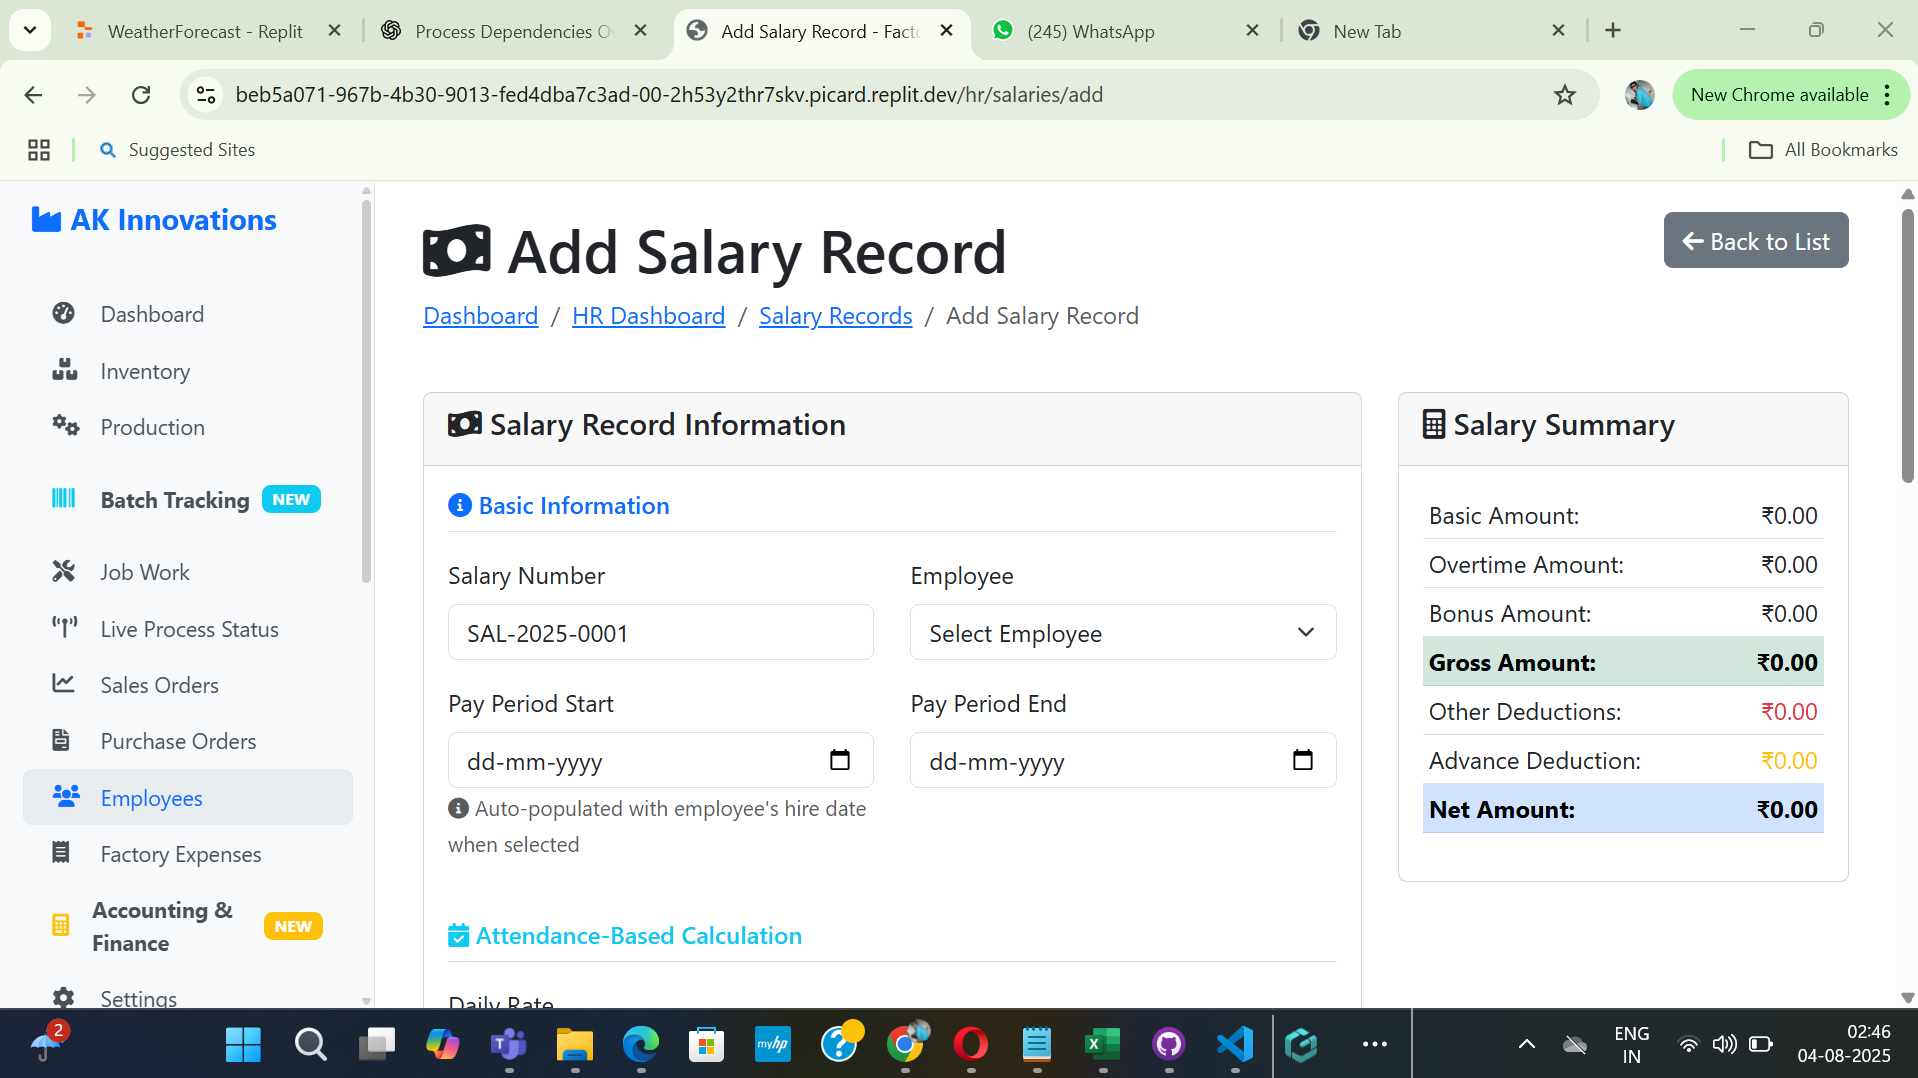 WeatherForecast - Replit
Process Dependencies Ov
Add Salary Record - Facto
(245) WhatsApp
New Tab
beb5a071-967b-4b30-9013-fed4dba7c3ad-00-2h53y2thr7skv.picard.replit.dev/hr/salaries/add
New Chrome available
Suggested Sites
All Bookmarks
AK Innovations
Dashboard
Inventory
Production
Batch Tracking NEW
Job Work
Live Process Status
Sales Orders
Purchase Orders
Employees
Factory Expenses
Accounting &
Finance
NEW
Settings
Add Salary Record
Back to List
Dashboard / HR Dashboard / Salary Records / Add Salary Record
Salary Record Information
Basic Information
Salary Number
Employee
SAL-2025-0001
Select Employee
Pay Period Start
Pay Period End
dd-mm-yyyy
dd-mm-yyyy
Auto-populated with employee's hire date
when selected
Attendance-Based Calculation
Daily Rate
Salary Summary
Basic Amount: ₹0.00
Overtime Amount: ₹0.00
Bonus Amount: ₹0.00
Gross Amount: ₹0.00
Other Deductions: ₹0.00
Advance Deduction: ₹0.00
Net Amount: ₹0.00
2
myhp
ENG
IN
02:46
04-08-2025